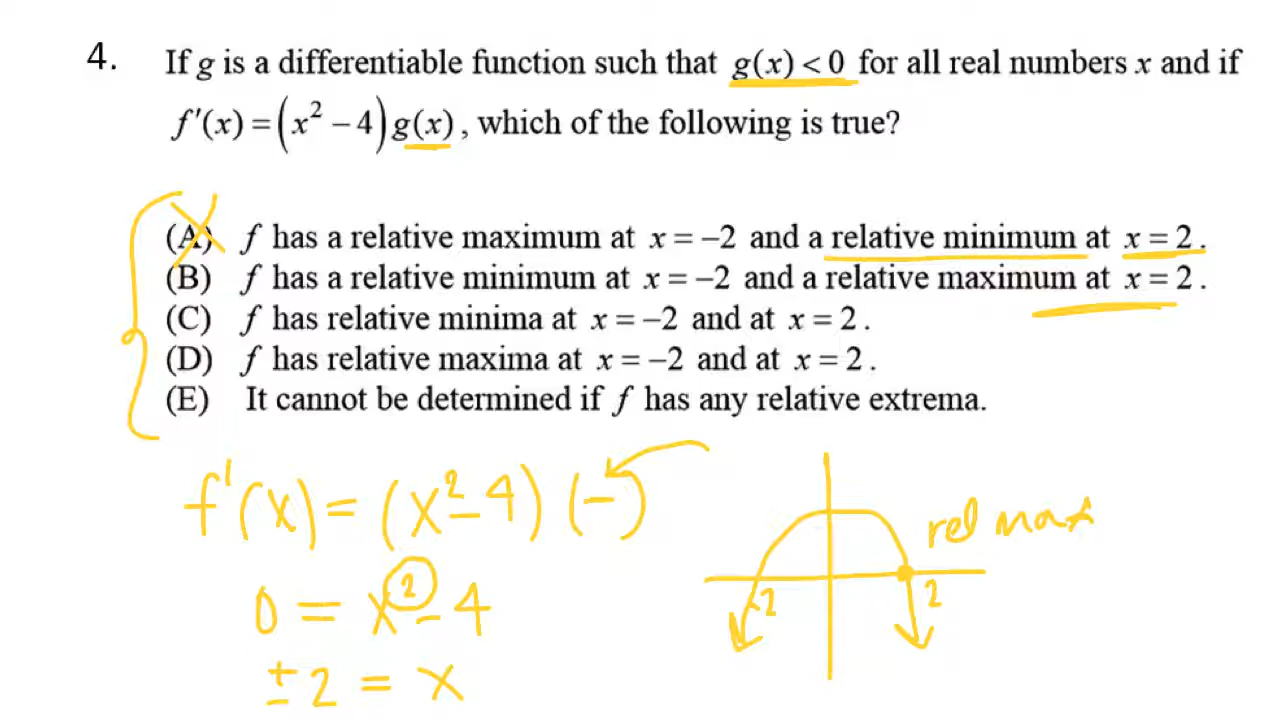 4. If g is a differentiable function such that g(x) < 0 for all real numbers x and if
f'(x) = (x² − 4) g(x), which of the following is true?
(A) f has a relative maximum at x = −2 and a relative minimum at x = 2.
(B) f has a relative minimum at x = −2 and a relative maximum at x = 2.
(C) f has relative minima at x = −2 and at x = 2.
(D) f has relative maxima at x = −2 and at x = 2.
(E) It cannot be determined if f has any relative extrema.
f'(x) = (x² − 4) (−)
rel max
0 = x² − 4
-2 2
± 2 = x